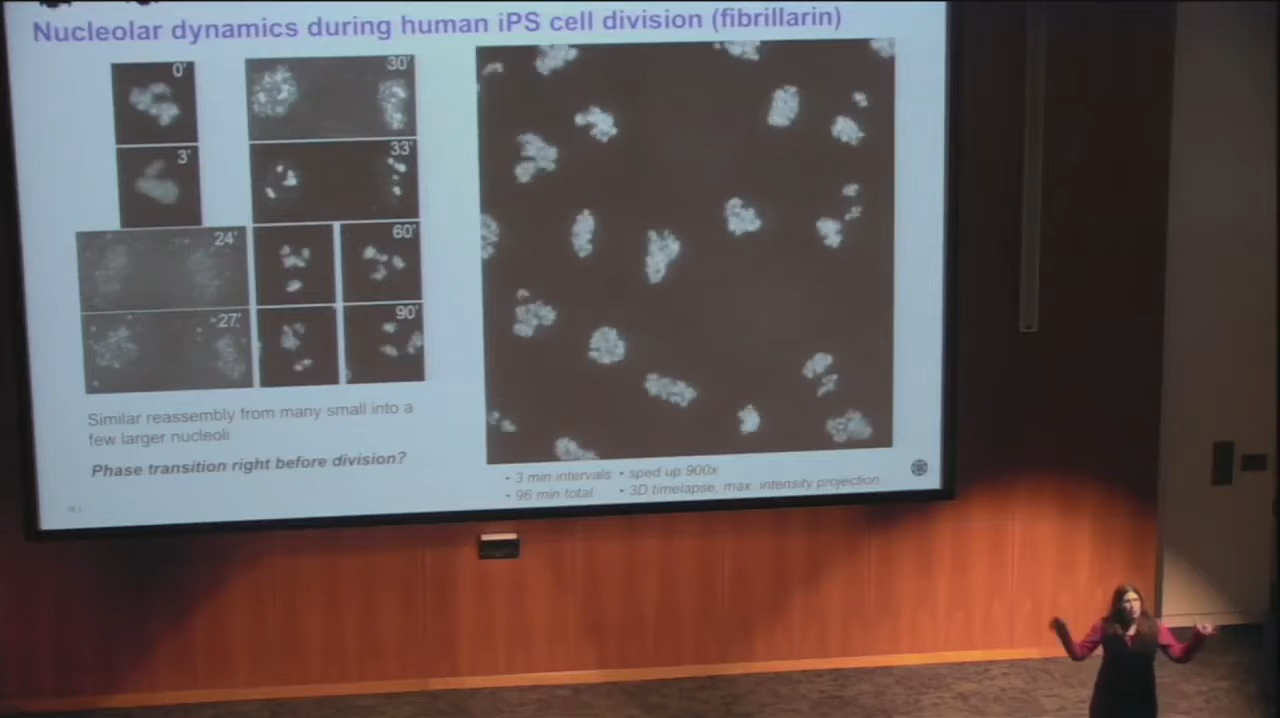 Nucleolar dynamics during human iPS cell division (fibrillarin)
0'
30'
3'
33'
24'
60'
27'
90'
Similar reassembly from many small into a
few larger nucleoli
Phase transition right before division?
• 3 min intervals • sped up 900x
• 96 min total • 3D timelapse, max. intensity projection